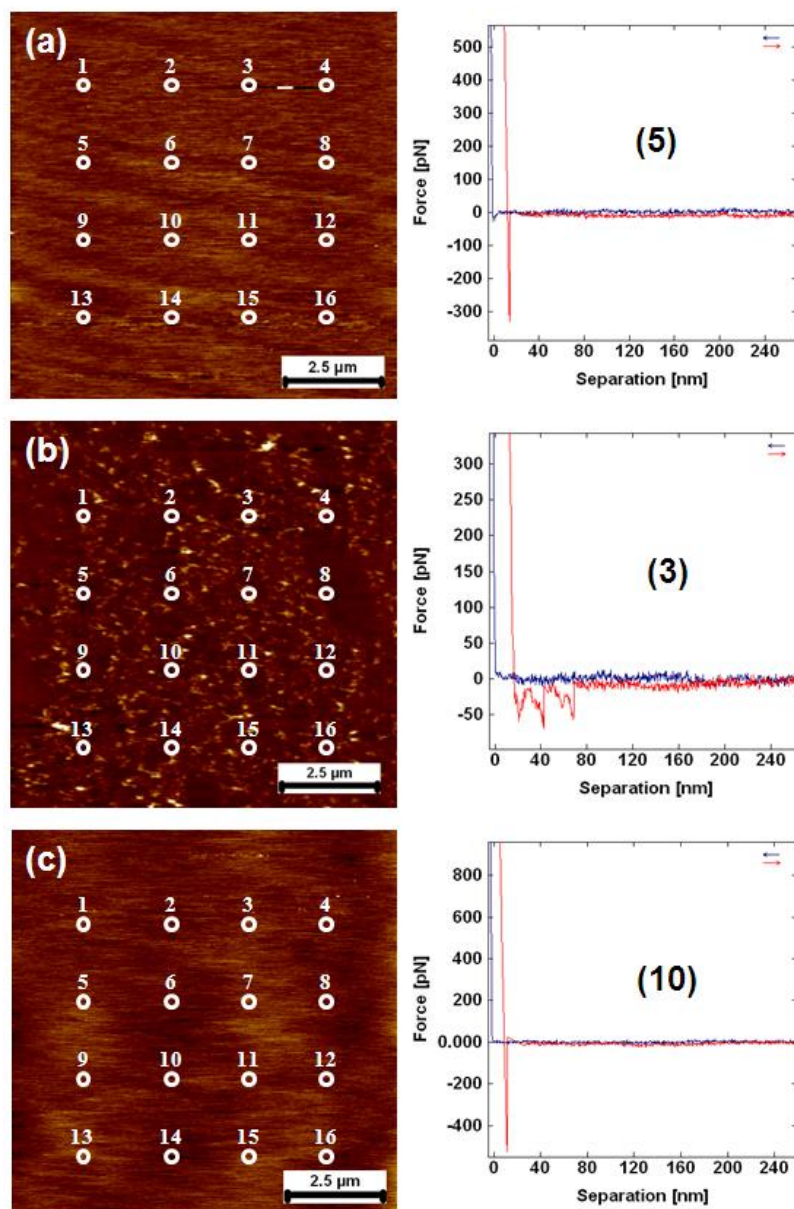 (a)
1 2 3 4
5 6 7 8
9 10 11 12
13 14 15 16
2.5 µm
500
400
300
200
100
0
-100
-200
-300
Force [pN]
(5)
0 40 80 120 160 200 240
Separation [nm]
(b)
1 2 3 4
5 6 7 8
9 10 11 12
13 14 15 16
2.5 µm
300
250
200
150
100
50
0
-50
Force [pN]
(3)
0 40 80 120 160 200 240
Separation [nm]
(c)
1 2 3 4
5 6 7 8
9 10 11 12
13 14 15 16
2.5 µm
800
600
400
200
0.000
-200
-400
Force [pN]
(10)
0 40 80 120 160 200 240
Separation [nm]